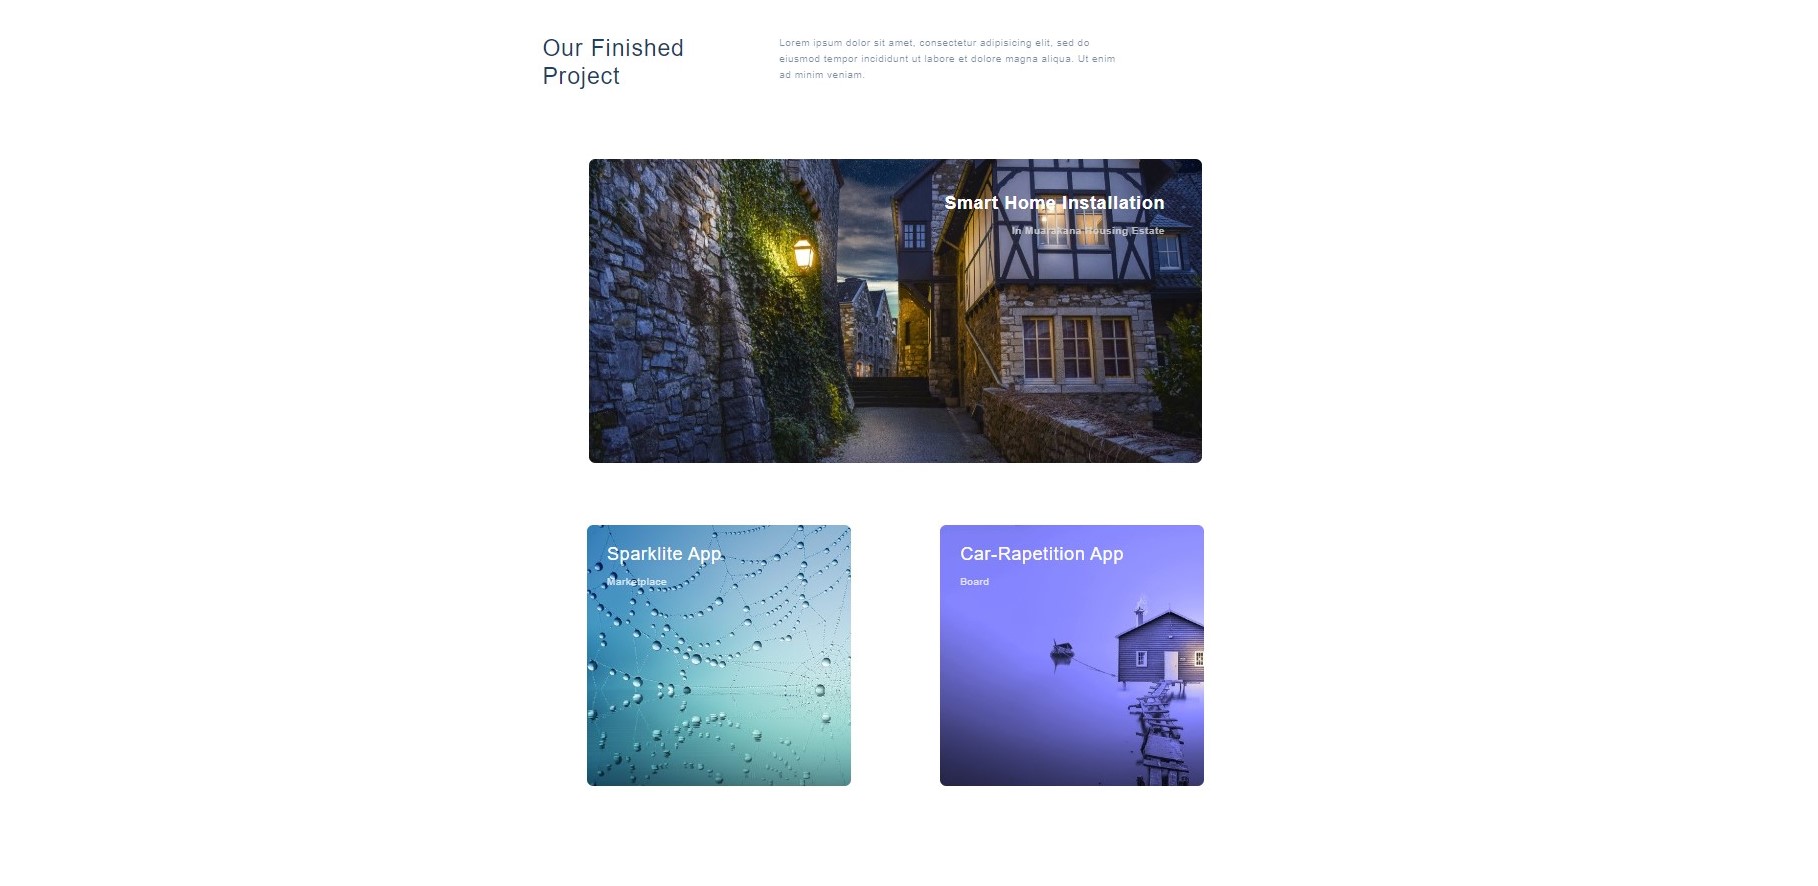 Our Finished
Project
Lorem ipsum dolor sit amet, consectetur adipisicing elit, sed do
eiusmod tempor incididunt ut labore et dolore magna aliqua. Ut enim
ad minim veniam.
Smart Home Installation
In Muarakana Housing Estate
Sparklite App
Marketplace
Car-Rapetition App
Board